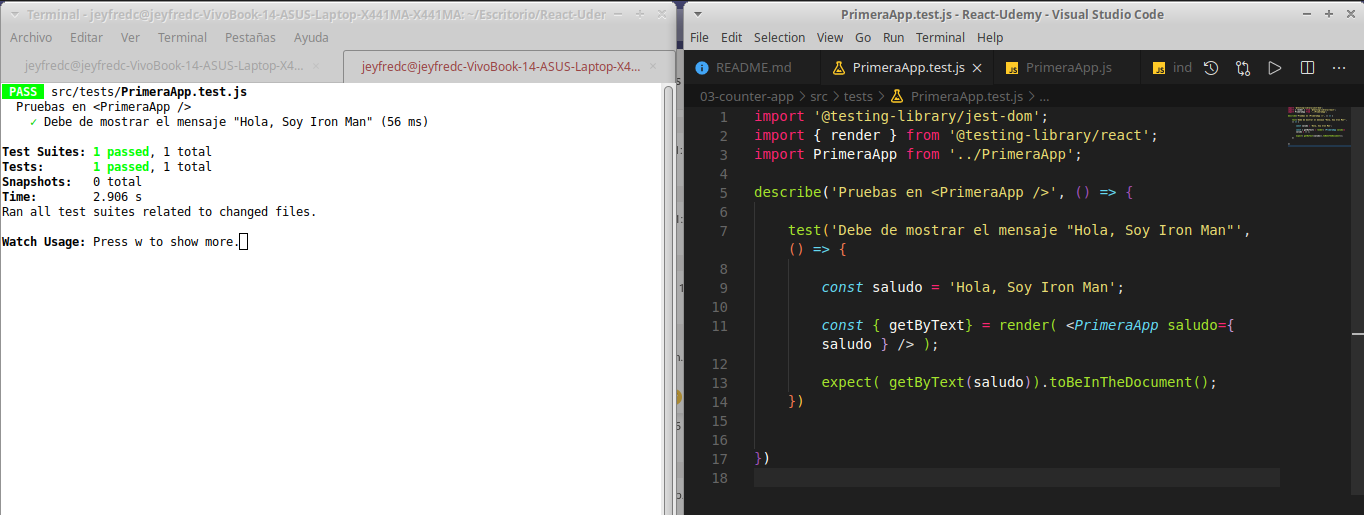 Terminal - jeyfredc@jeyfredc-VivoBook-14-ASUS-Laptop-X441MA-X441MA: ~/Escritorio/React-Uder
Archivo Editar Ver Terminal Pestañas Ayuda
jeyfredc@jeyfredc-VivoBook-14-ASUS-Laptop-X4... ×
jeyfredc@jeyfredc-VivoBook-14-ASUS-Laptop-X4... ×
PASS src/tests/PrimeraApp.test.js
Pruebas en <PrimeraApp />
✓ Debe de mostrar el mensaje "Hola, Soy Iron Man" (56 ms)
Test Suites: 1 passed, 1 total
Tests: 1 passed, 1 total
Snapshots: 0 total
Time: 2.906 s
Ran all test suites related to changed files.
Watch Usage: Press w to show more.
PrimeraApp.test.js - React-Udemy - Visual Studio Code
File Edit Selection View Go Run Terminal Help
README.md PrimeraApp.test.js × JS PrimeraApp.js JS ind ···
03-counter-app > src > tests > PrimeraApp.test.js > ...
1 import '@testing-library/jest-dom';
2 import { render } from '@testing-library/react';
3 import PrimeraApp from '../PrimeraApp';
4
5 describe('Pruebas en <PrimeraApp />', () => {
6
7 test('Debe de mostrar el mensaje "Hola, Soy Iron Man"',
() => {
8
9 const saludo = 'Hola, Soy Iron Man';
10
11 const { getByText} = render( <PrimeraApp saludo={
saludo } /> );
12
13 expect( getByText(saludo)).toBeInTheDocument();
14 })
15
16
17 })
18